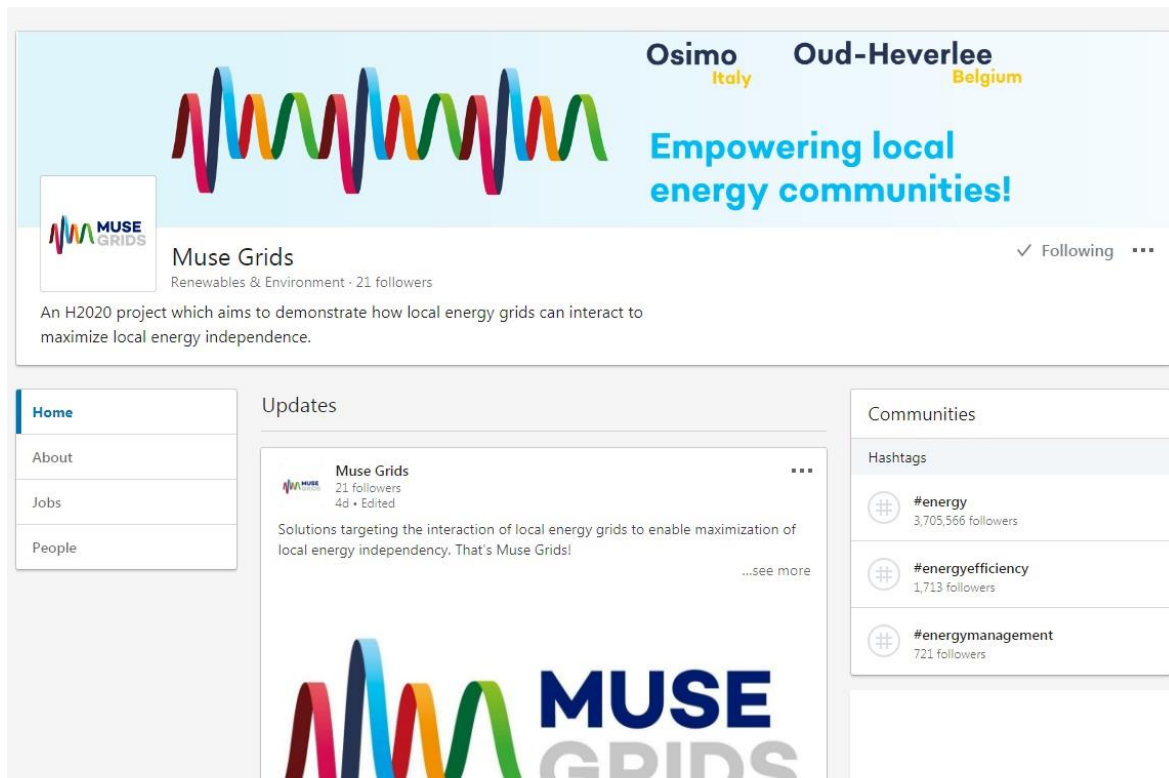 Osimo Oud-Heverlee
Italy Belgium
Empowering local
energy communities!
MUSE
GRIDS
Muse Grids
Following
Renewables & Environment · 21 followers
An H2020 project which aims to demonstrate how local energy grids can interact to
maximize local energy independence.
Home
About
Jobs
People
Updates
MUSE
GRIDS
Muse Grids
21 followers
4d • Edited
Solutions targeting the interaction of local energy grids to enable maximization of
local energy independency. That's Muse Grids!
...see more
MUSE
GRIDS
Communities
Hashtags
#energy
3,705,566 followers
#energyefficiency
1,713 followers
#energymanagement
721 followers